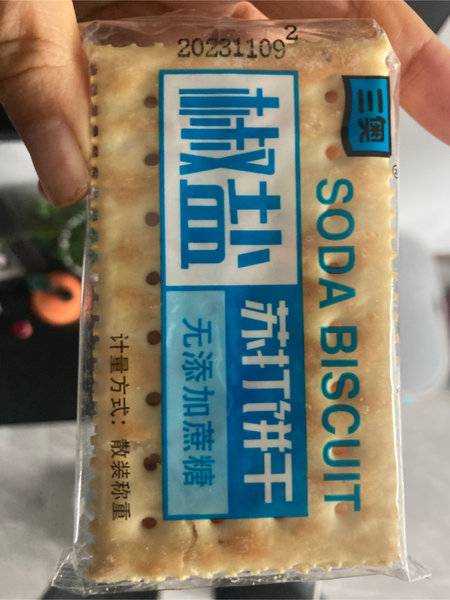 20231109 2
三奥
SODA BISCUIT
椒盐
苏打饼干
无添加蔗糖
计量方式：散装称重